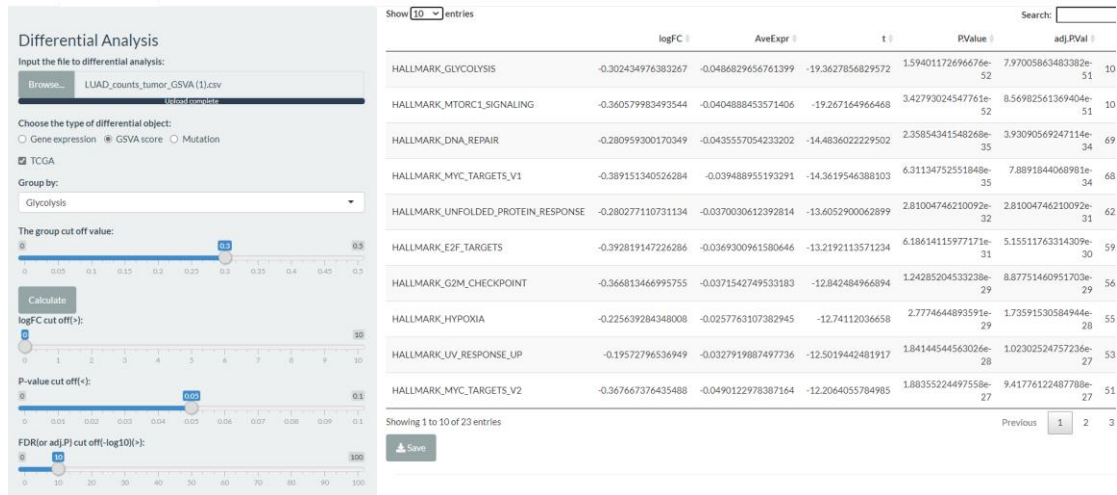 Differential Analysis
Input the file to differential analysis:
Browse... LUAD_counts_tumor_GSVA (1).csv
Upload complete
Choose the type of differential object:
Gene expression GSVA score Mutation
TCGA
Group by:
Glycolysis
The group cut off value:
0 0.3 0.5
0 0.05 0.1 0.15 0.2 0.25 0.3 0.35 0.4 0.45 0.5
Calculate
logFC cut off(>):
0 10
0 1 2 3 4 5 6 7 8 9 10
P-value cut off(<):
0 0.05 0.1
0 0.01 0.02 0.03 0.04 0.05 0.06 0.07 0.08 0.09 0.1
FDR(or adj.P) cut off(-log10)(>):
0 10 100
0 10 20 30 40 50 60 70 80 90 100
Show 10 entries
Search:
logFC AveExpr t P.Value adj.P.Val
HALLMARK_GLYCOLYSIS -0.302434976383267 -0.0486829656761399 -19.3627856829572 1.59401172696676e-52 7.97005863483382e-51 10
HALLMARK_MTORC1_SIGNALING -0.360579983493544 -0.0404888453571406 -19.267164966468 3.42793024547761e-52 8.56982561369404e-51 10
HALLMARK_DNA_REPAIR -0.280959300170349 -0.0435557054233202 -14.4836022229502 2.35854341548268e-35 3.93090569247114e-34 69
HALLMARK_MYC_TARGETS_V1 -0.389151340526284 -0.039488955193291 -14.3619546388103 6.31134752551848e-35 7.8891844068981e-34 68
HALLMARK_UNFOLDED_PROTEIN_RESPONSE -0.280277110731134 -0.0370030612392814 -13.6052900062899 2.81004746210092e-32 2.81004746210092e-31 62
HALLMARK_E2F_TARGETS -0.392819147226286 -0.0369300961580646 -13.2192113571234 6.18614115977171e-31 5.15511763314309e-30 59
HALLMARK_G2M_CHECKPOINT -0.366813466995755 -0.0371542749533183 -12.842484966894 1.24285204533238e-29 8.87751460951703e-29 56
HALLMARK_HYPOXIA -0.225639284348008 -0.0257763107382945 -12.74112036658 2.7774644893591e-29 1.73591530584944e-28 55
HALLMARK_UV_RESPONSE_UP -0.19572796536949 -0.0327919887497736 -12.5019442481917 1.84144544563026e-28 1.02302524757236e-27 53
HALLMARK_MYC_TARGETS_V2 -0.367667376435488 -0.0490122978387164 -12.2064055784985 1.88355224497558e-27 9.41776122487788e-27 51
Showing 1 to 10 of 23 entries
Previous 1 2 3
Save